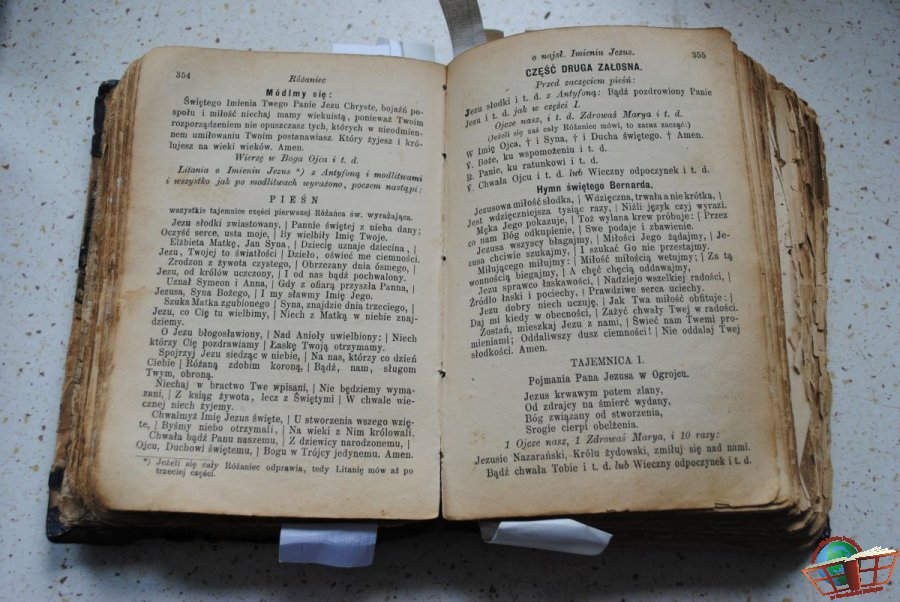 354
Różaniec
Módlmy się:
Świętego Imienia Twego Panie Jezu Chryste, bojaźń po-
społu i miłość niechaj mamy wiekuistą, ponieważ Twoim
rozporządzeniem nie opuszczasz tych, których w nieodmien-
nem umiłowaniu Twoim postanawiasz. Który żyjesz i kró-
lujesz na wieki wieków. Amen.
Wierzę w Boga Ojca i t. d.
Litania o Imieniu Jezus *) z Antyfoną i modlitwami
i wszystko jak po modlitwach wyrażono, poczem nastąpi:
PIEŚN
wszystkie tajemnice części pierwszej Różańca św. wyrażająca.
Jezu słodki zwiastowany, | Pannie świętej z nieba dany;
Oczyść serce, usta moje, | By wielbiły Imię Twoje.
Elżbieta Matkę, Jan Syna, | Dziecię uznaje dziecina, |
Jezu, Twojej to światłości | Dzieło, oświeć me ciemności.
Zrodzon z żywota czystego, | Obrzezany dnia ósmego, |
Jezu, od królów uczczony, | I od nas bądź pochwalony.
Uznał Symeon i Anna, | Gdy z ofiarą przyszła Panna, |
Jezusa, Syna Bożego, | I my sławmy Imię Jego.
Szuka Matka zgubionego | Syna, znajdzie dnia trzeciego, |
Jezu, co Cię tu wielbimy, | Niech z Matką w niebie znaj-
dziemy.
O Jezu błogosławiony, | Nad Anioły uwielbiony; | Niech
którzy Cię pozdrawiamy | Łaskę Twoją otrzymamy.
Spojrzyj Jezu siedząc w niebie, | Na nas, którzy co dzień
Ciebie | Różaną zdobim koroną, | Bądź, nam, sługom
Twym, obroną.
Niechaj w bractwo Twe wpisani, | Nie będziemy wyma-
zani, | Z ksiąg żywota, lecz z Świętymi | W chwale wie-
cznej niech żyjemy.
Chwalmyż Imię Jezus święte, | U stworzenia wszego wzię-
te, | Byśmy niebo otrzymali, | Na wieki z Nim królowali.
Chwała bądź Panu naszemu, | Z dziewicy narodzonemu, |
Ojcu, Duchowi świętemu, | Bogu w Trójcy jedynemu. Amen.
*) Jeżeli się cały Różaniec odprawia, tedy Litanię mów aż po
trzeciej części.
o najsł. Imieniu Jezus.
355
CZĘŚĆ DRUGA ŻAŁOSNA.
Przed zaczęciem pieśń:
Jezu słodki i t. d. z Antyfoną: Bądź pozdrowiony Panie
Jezu i t. d. jak w części I.
Ojcze nasz, i t. d. Zdrowaś Marya i t. d.
(Jeżeli się zaś cały Różaniec mówi, to zaraz zacząć:)
W Imię Ojca, † i Syna, † i Ducha świętego. † Amen.
V. Boże, ku wspomożeniu i t. d.
R. Panie, ku ratunkowi i t. d.
V. Chwała Ojcu i t. d. lub Wieczny odpoczynek i t. d.
Hymn świętego Bernarda.
Jezusowa miłość słodka, | Wdzięczna, trwała a nie krótka, |
Jest wdzięczniejsza tysiąc razy, | Niźli język czyj wyrazi.
Męka Jego pokazuje, | Toż wylana krew próbuje: | Przez
co nam Bóg odkupienie, | Swe podaje i zbawienie.
Jezusa wszyscy błagajmy, | Miłości Jego żądajmy, | Je-
zusa chciwie szukajmy, | I szukać Go nie przestajmy.
Miłującego miłujmy: | Miłość miłością wetujmy; | Za tą
wonnością biegajmy, | A chęć chęcią oddawajmy,
Jezu sprawco łaskawości, | Nadziejo wszelkiej radości, |
Źródło łaski i pociechy, | Prawdziwe serca uciechy.
Jezu dobry niech uczuję, | Jak Twa miłość obfituje: |
Daj mi kiedy w obecności, | Zażyć chwały Twej w radości.
Zostań, mieszkaj Jezu z nami, | Świeć nam Twemi pro-
mieniami; | Oddaliwszy dusz ciemności! | Nie oddalaj Twej
słodkości. Amen.
TAJEMNICA I.
Pojmania Pana Jezusa w Ogrojcu.
Jezus krwawym potem zlany,
Od zdrajcy na śmierć wydany,
Bóg związany od stworzenia,
Srogie cierpi obelżenia.
1 Ojcze nasz, 1 Zdrowaś Marya, i 10 razy:
Jezusie Nazarański, Królu żydowski, zmiłuj się nad nami.
Bądź chwała Tobie i t. d. lub Wieczny odpoczynek i t. d.